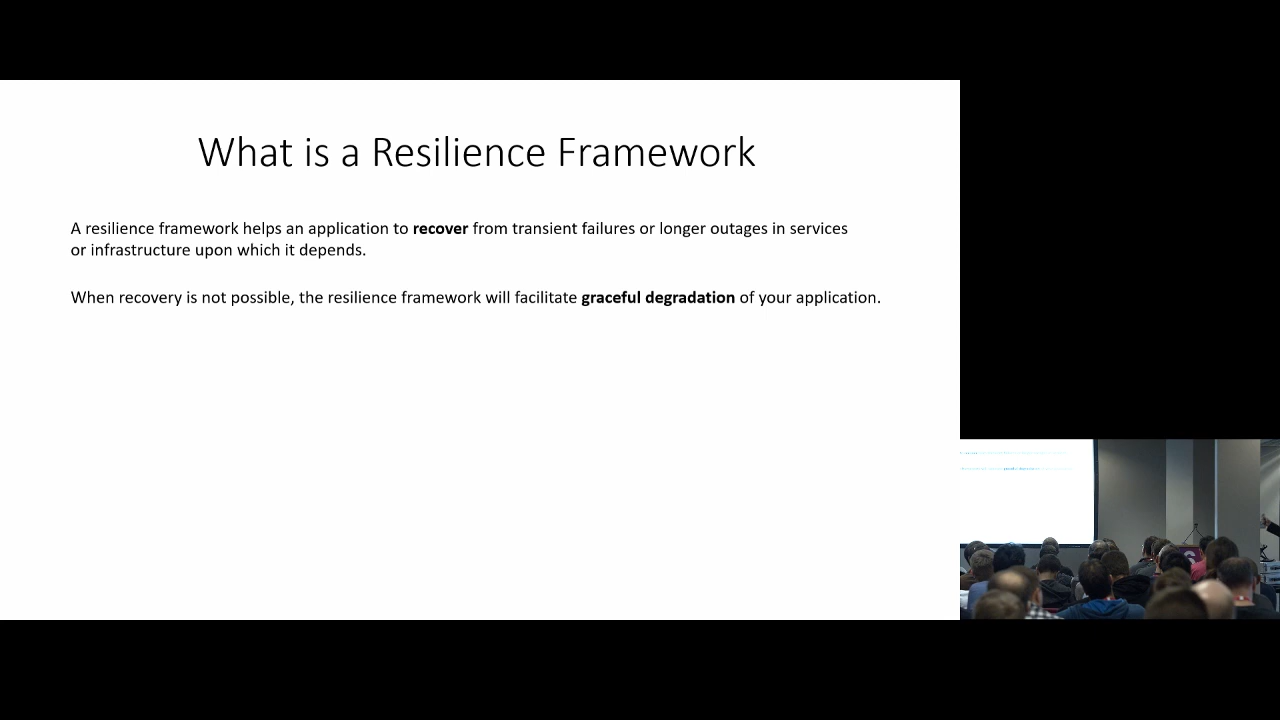 What is a Resilience Framework
A resilience framework helps an application to recover from transient failures or longer outages in services
or infrastructure upon which it depends.
When recovery is not possible, the resilience framework will facilitate graceful degradation of your application.